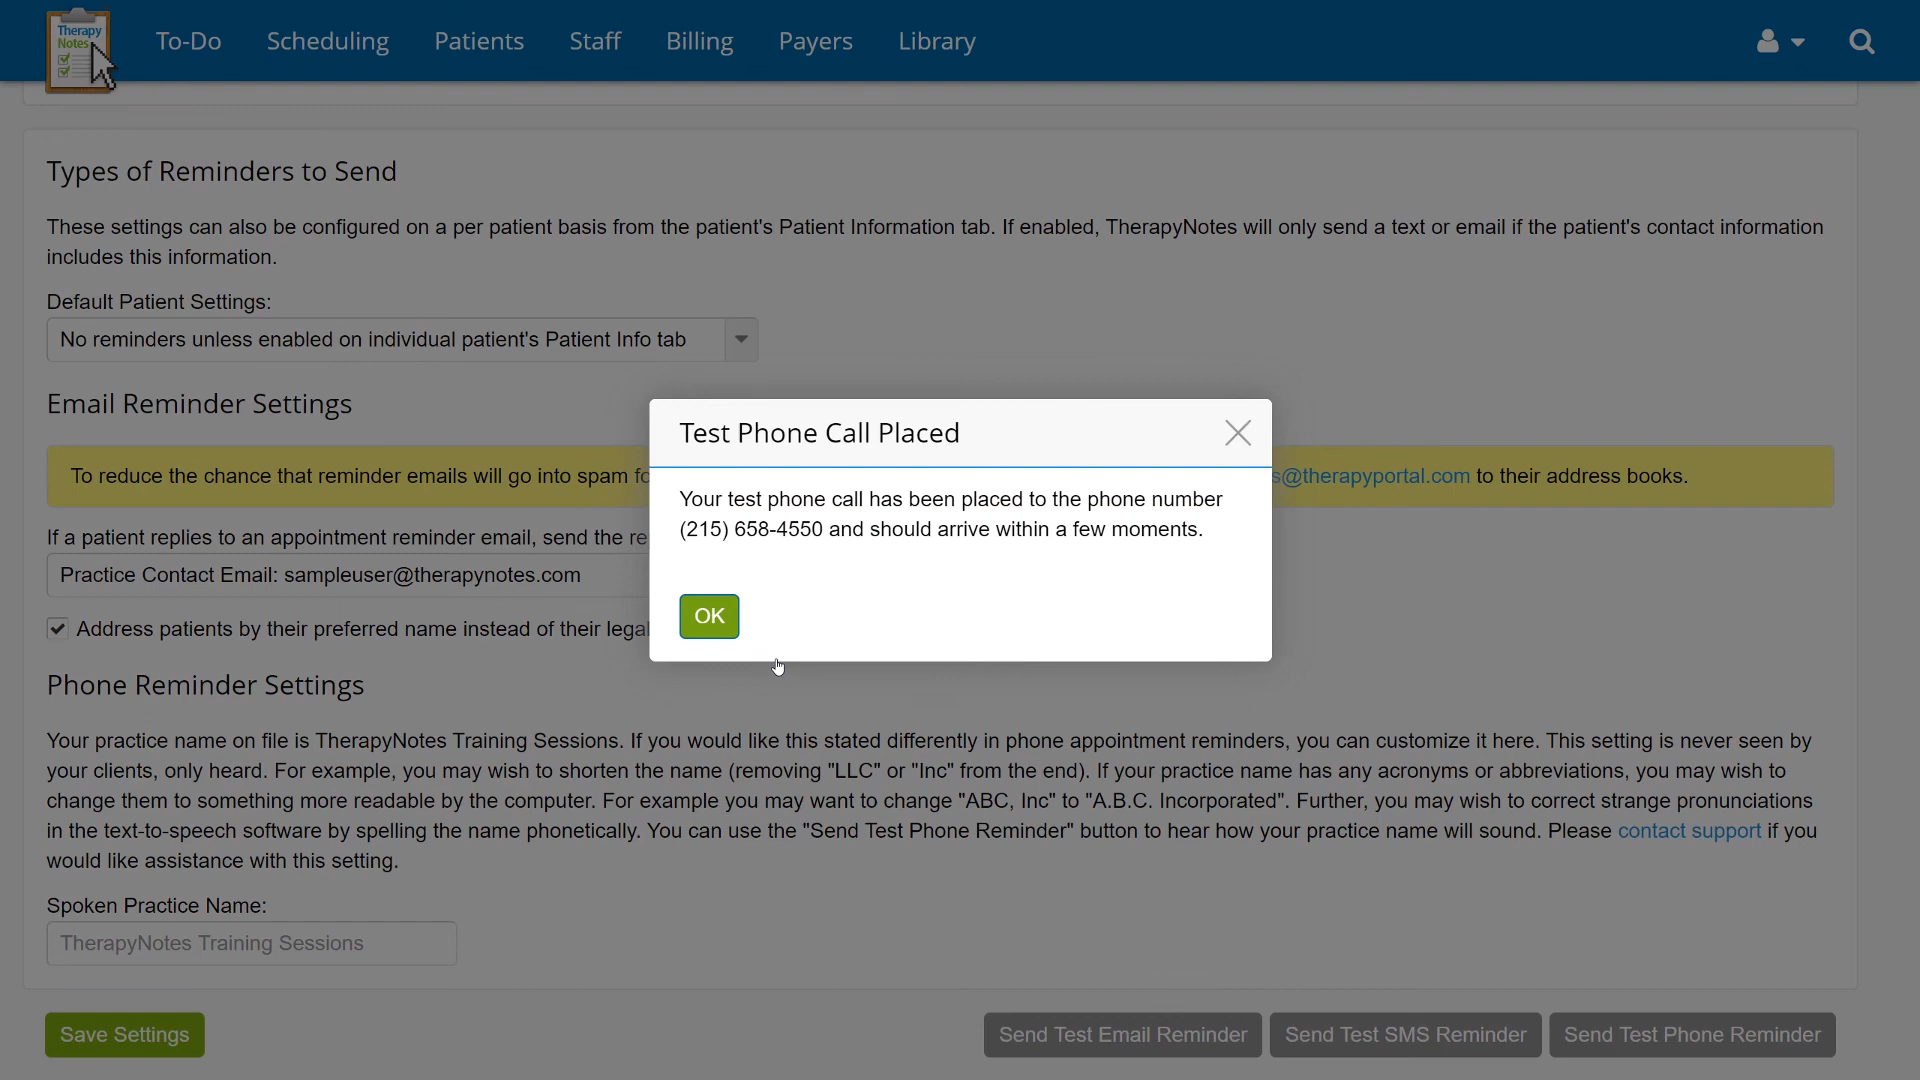 Therapy
Notes
To-Do Scheduling Patients Staff Billing Payers Library
Types of Reminders to Send
These settings can also be configured on a per patient basis from the patient's Patient Information tab. If enabled, TherapyNotes will only send a text or email if the patient's contact information
includes this information.
Default Patient Settings:
No reminders unless enabled on individual patient's Patient Info tab
Email Reminder Settings
To reduce the chance that reminder emails will go into spam fo
s@therapyportal.com to their address books.
If a patient replies to an appointment reminder email, send the re
Practice Contact Email: sampleuser@therapynotes.com
Address patients by their preferred name instead of their legal
Test Phone Call Placed
Your test phone call has been placed to the phone number
(215) 658-4550 and should arrive within a few moments.
OK
Phone Reminder Settings
Your practice name on file is TherapyNotes Training Sessions. If you would like this stated differently in phone appointment reminders, you can customize it here. This setting is never seen by
your clients, only heard. For example, you may wish to shorten the name (removing "LLC" or "Inc" from the end). If your practice name has any acronyms or abbreviations, you may wish to
change them to something more readable by the computer. For example you may want to change "ABC, Inc" to "A.B.C. Incorporated". Further, you may wish to correct strange pronunciations
in the text-to-speech software by spelling the name phonetically. You can use the "Send Test Phone Reminder" button to hear how your practice name will sound. Please contact support if you
would like assistance with this setting.
Spoken Practice Name:
TherapyNotes Training Sessions
Save Settings Send Test Email Reminder Send Test SMS Reminder Send Test Phone Reminder